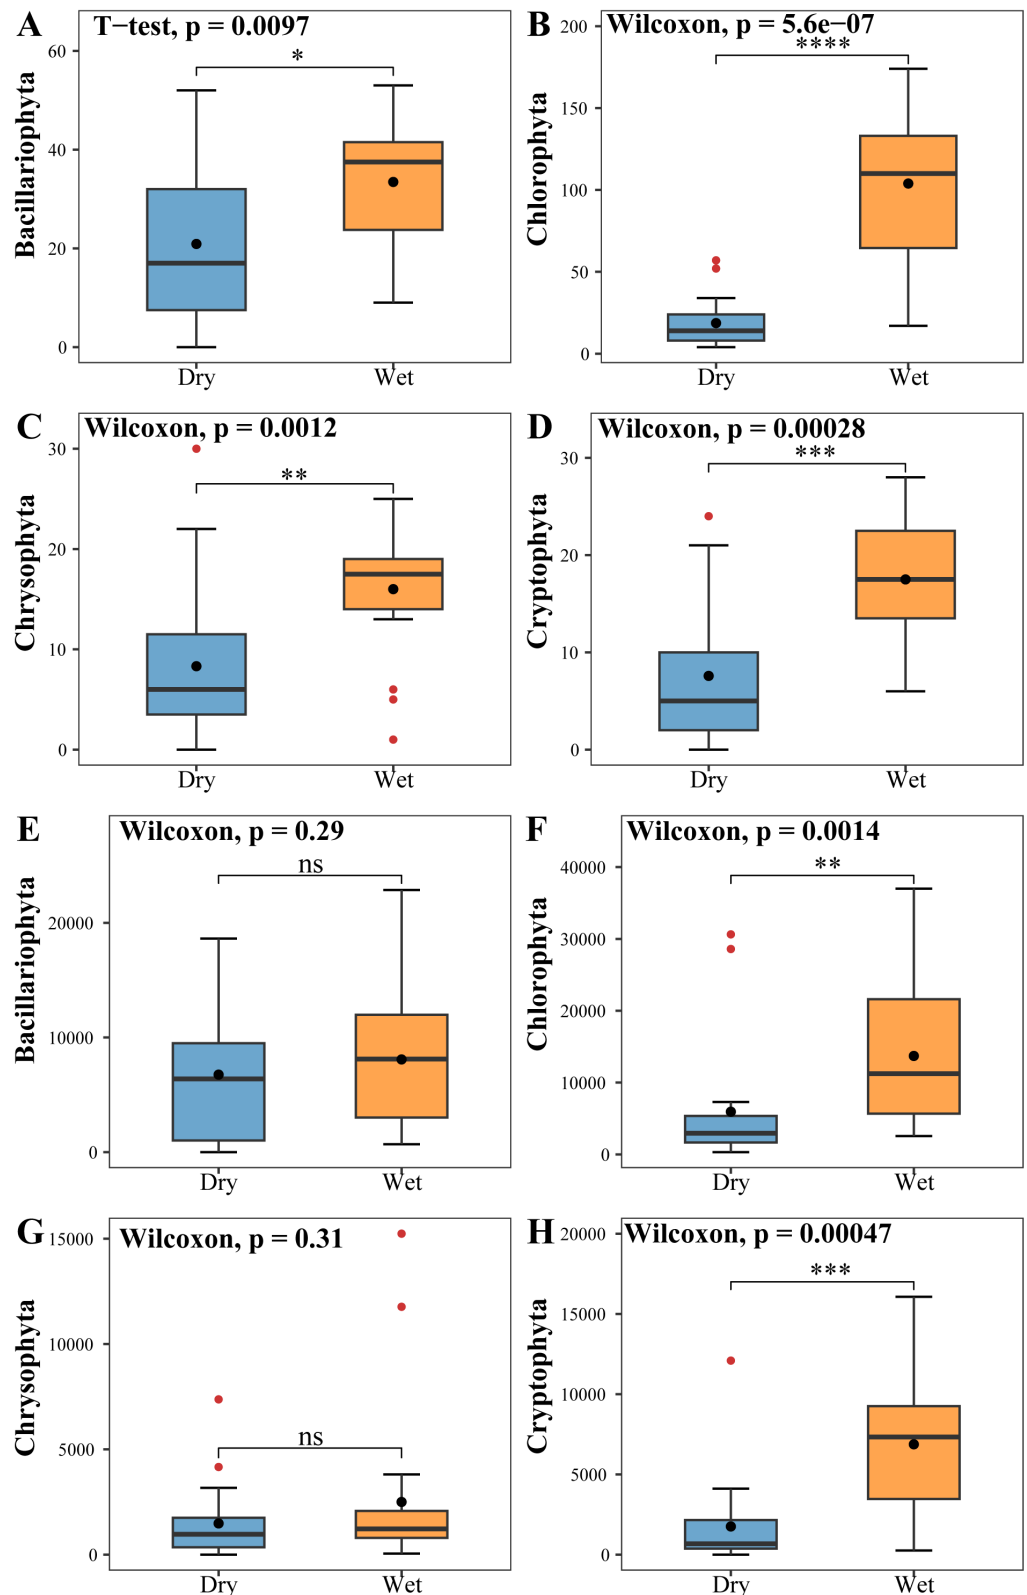 A
T−test, p = 0.0097
*
Bacillariophyta
60
40
20
0
Dry
Wet
B
Wilcoxon, p = 5.6e−07
****
Chlorophyta
200
150
100
50
0
Dry
Wet
C
Wilcoxon, p = 0.0012
**
Chrysophyta
30
20
10
0
Dry
Wet
D
Wilcoxon, p = 0.00028
***
Cryptophyta
30
20
10
0
Dry
Wet
E
Wilcoxon, p = 0.29
ns
Bacillariophyta
20000
10000
0
Dry
Wet
F
Wilcoxon, p = 0.0014
**
Chlorophyta
40000
30000
20000
10000
0
Dry
Wet
G
Wilcoxon, p = 0.31
ns
Chrysophyta
15000
10000
5000
0
Dry
Wet
H
Wilcoxon, p = 0.00047
***
Cryptophyta
20000
15000
10000
5000
0
Dry
Wet